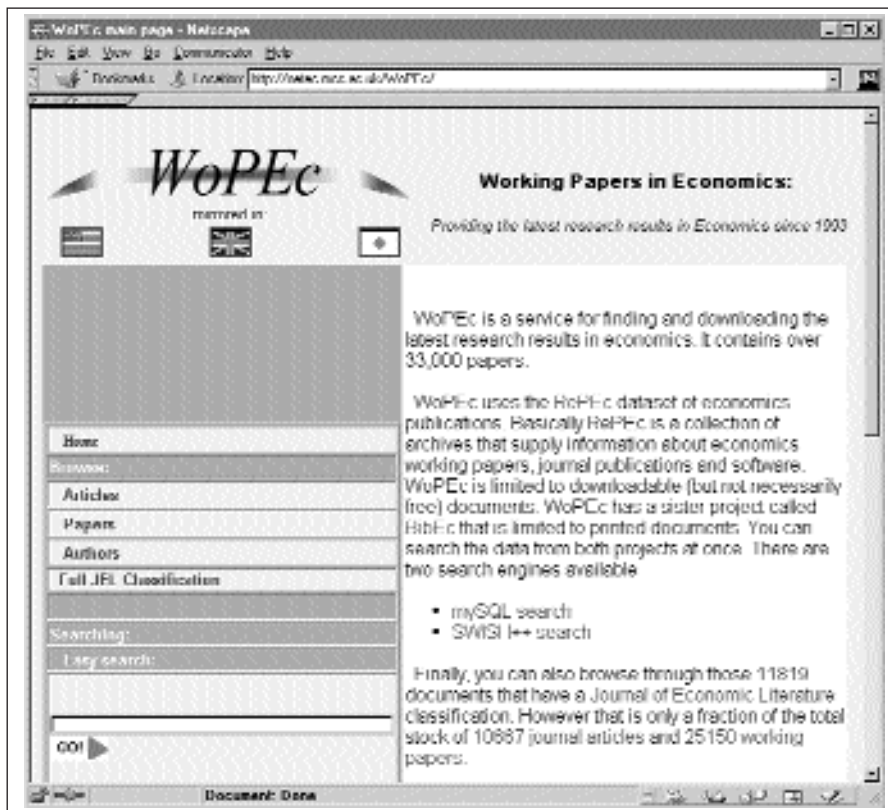 WoPEc main page - Netscape
File Edit View Go Communicator Help
Bookmarks Location: http://netec.mcc.ac.uk/WoPEc/
WoPEc
mirrored in:
Working Papers in Economics:
Providing the latest research results in Economics since 1993
Home
Browse:
Articles
Papers
Authors
Full JEL Classification
Searching:
Easy search:
GO!
WoPEc is a service for finding and downloading the
latest research results in economics. It contains over
33,000 papers.
WoPEc uses the RePEc dataset of economics
publications. Basically RePEc is a collection of
archives that supply information about economics
working papers, journal publications and software.
WoPEc is limited to downloadable (but not necessarily
free) documents. WoPEc has a sister project called
BibEc that is limited to printed documents. You can
search the data from both projects at once. There are
two search engines available
mySQL search
SWISH++ search
Finally, you can also browse through those 11819
documents that have a Journal of Economic Literature
classification. However that is only a fraction of the total
stock of 10667 journal articles and 25150 working
papers.
Document: Done